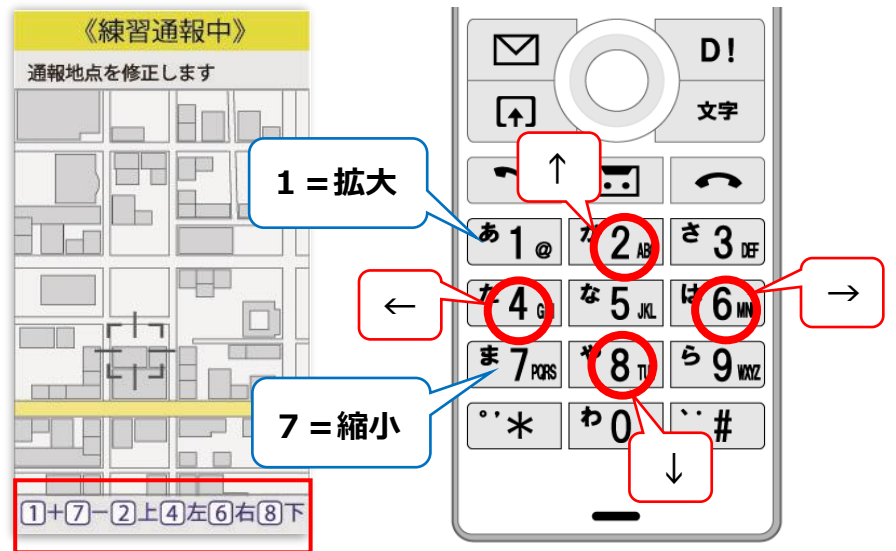 《練習通報中》
通報地点を修正します
1+7−2上4左6右8下
1=拡大
7=縮小
↑
←
→
↓
D!
文字
あ1@
か2ABC
さ3DEF
た4GHI
な5JKL
は6MNO
ま7PQRS
や8TUV
ら9WXYZ
°,*
わ0
``#